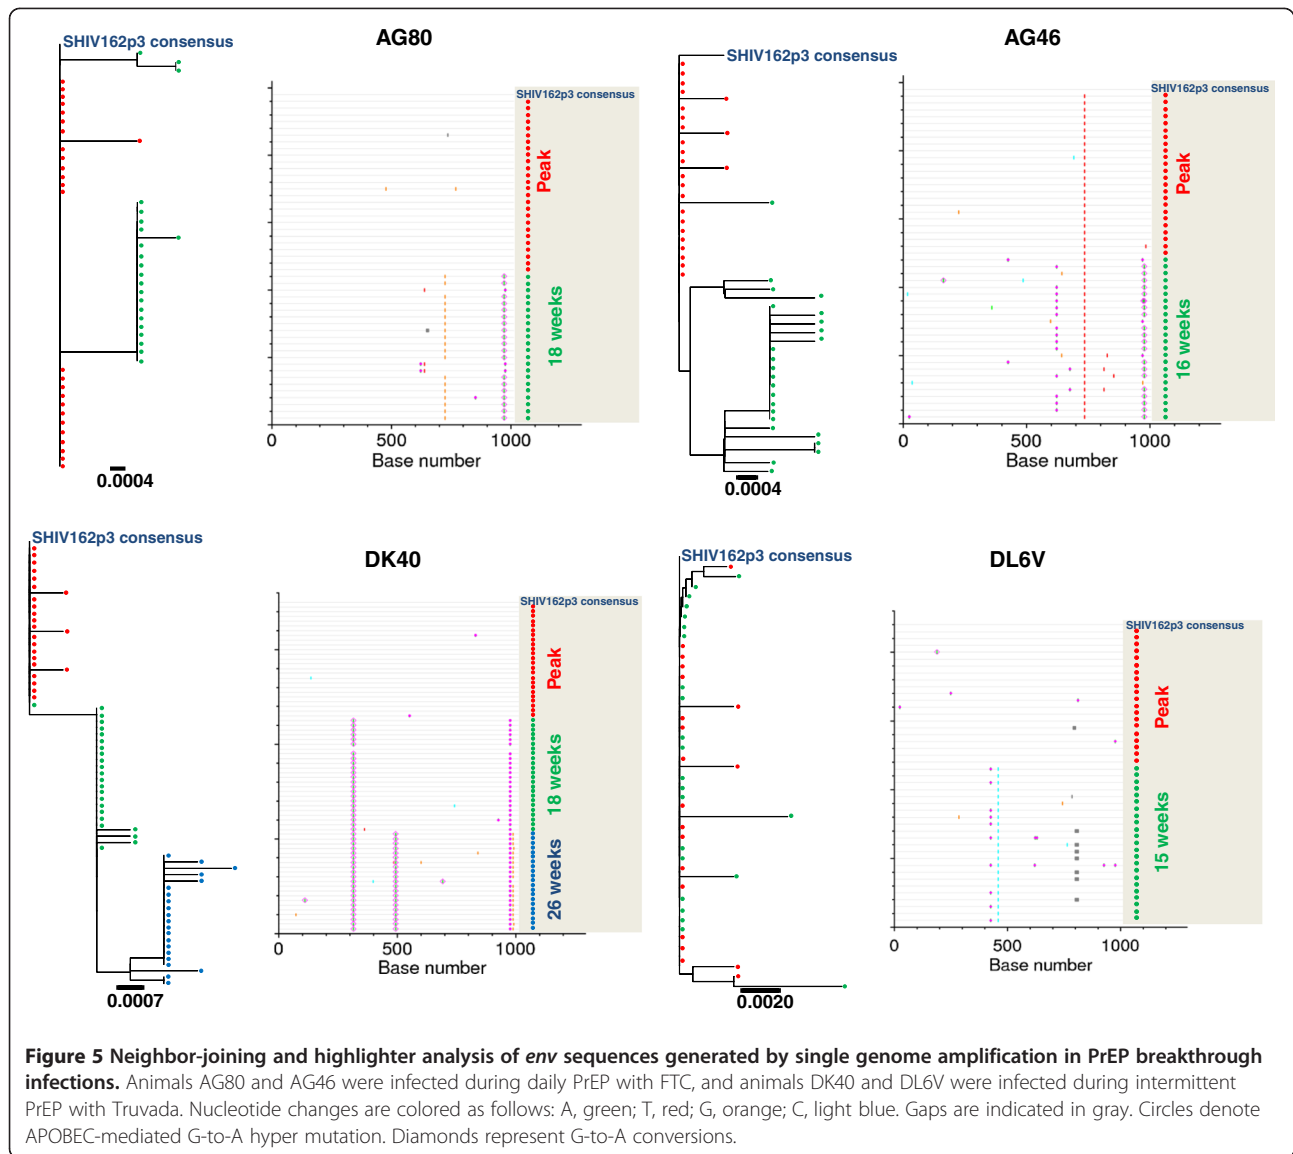 SHIV162p3 consensus
AG80
SHIV162p3 consensus
Peak
18 weeks
0 500 1000
Base number
0.0004
SHIV162p3 consensus
AG46
SHIV162p3 consensus
Peak
16 weeks
0 500 1000
Base number
0.0004
SHIV162p3 consensus
DK40
SHIV162p3 consensus
Peak
18 weeks
26 weeks
0 500 1000
Base number
0.0007
SHIV162p3 consensus
DL6V
SHIV162p3 consensus
Peak
15 weeks
0 500 1000
Base number
0.0020
Figure 5 Neighbor-joining and highlighter analysis of env sequences generated by single genome amplification in PrEP breakthrough
infections. Animals AG80 and AG46 were infected during daily PrEP with FTC, and animals DK40 and DL6V were infected during intermittent
PrEP with Truvada. Nucleotide changes are colored as follows: A, green; T, red; G, orange; C, light blue. Gaps are indicated in gray. Circles denote
APOBEC-mediated G-to-A hyper mutation. Diamonds represent G-to-A conversions.